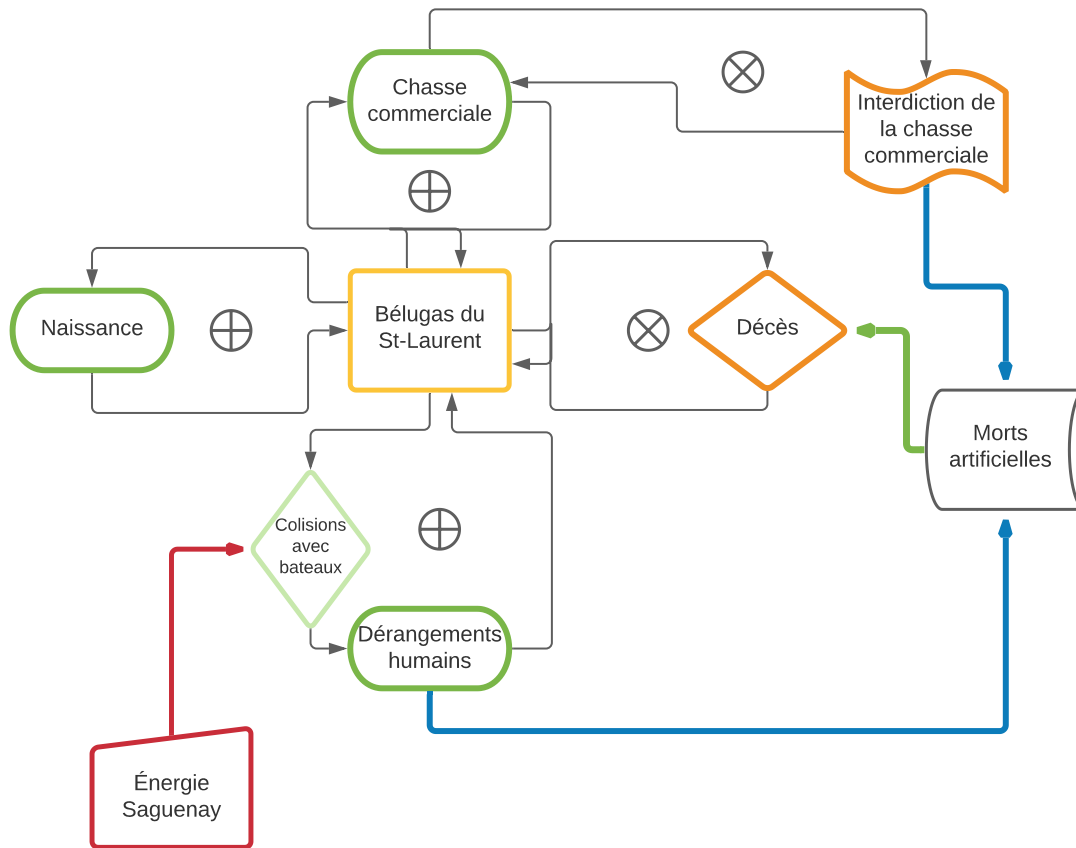 Chasse
commerciale
Interdiction de
la chasse
commerciale
Naissance
Bélugas du
St-Laurent
Décès
Morts
artificielles
Colisions
avec
bateaux
Dérangements
humains
Énergie
Saguenay